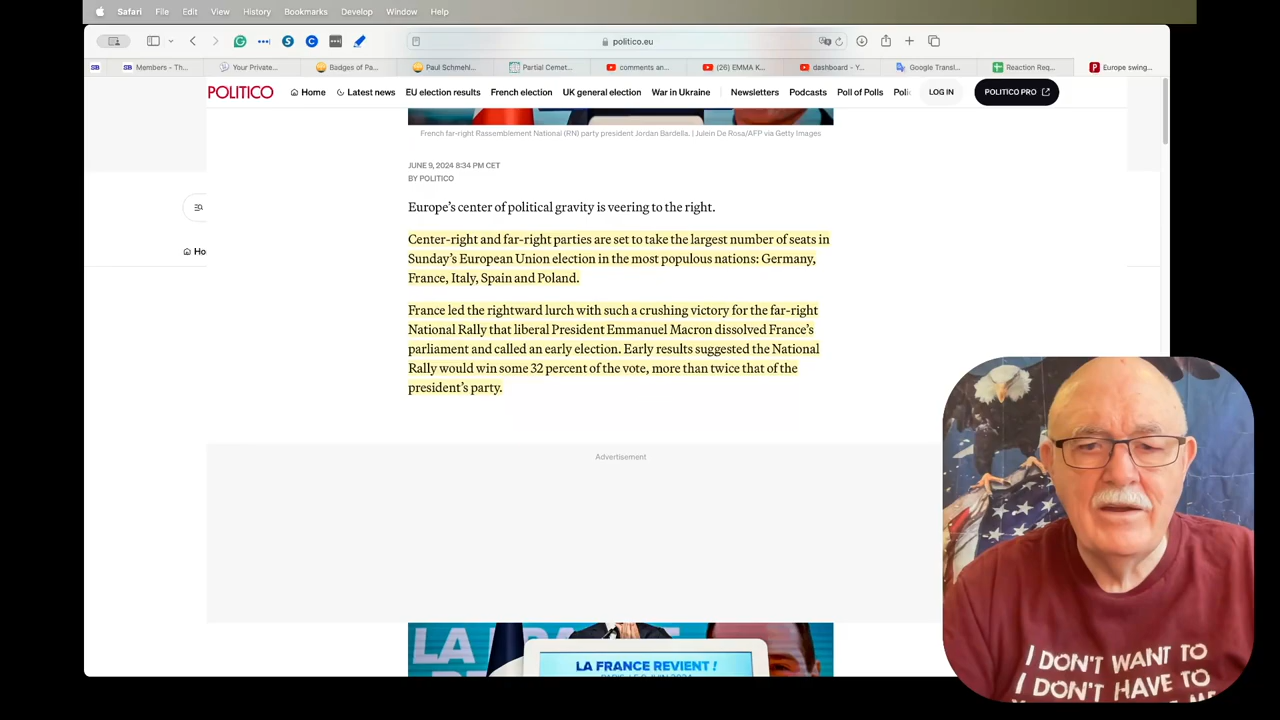 Safari File Edit View History Bookmarks Develop Window Help
politico.eu
SB Members - Th... Your Private... Badges of Pa... Paul Schmehl... Partial Cemet... comments an... (26) EMMA K... dashboard - Y... Google Transl... Reaction Req... Europe swing...
POLITICO Home Latest news EU election results French election UK general election War in Ukraine Newsletters Podcasts Poll of Polls LOG IN POLITICO PRO
French far-right Rassemblement National (RN) party president Jordan Bardella. | Julein De Rosa/AFP via Getty Images
JUNE 9, 2024 8:34 PM CET
BY POLITICO
Europe's center of political gravity is veering to the right.
Center-right and far-right parties are set to take the largest number of seats in
Sunday's European Union election in the most populous nations: Germany,
France, Italy, Spain and Poland.
France led the rightward lurch with such a crushing victory for the far-right
National Rally that liberal President Emmanuel Macron dissolved France's
parliament and called an early election. Early results suggested the National
Rally would win some 32 percent of the vote, more than twice that of the
president's party.
Advertisement
LA FRANCE REVIENT !
I DON'T WANT TO
I DON'T HAVE TO